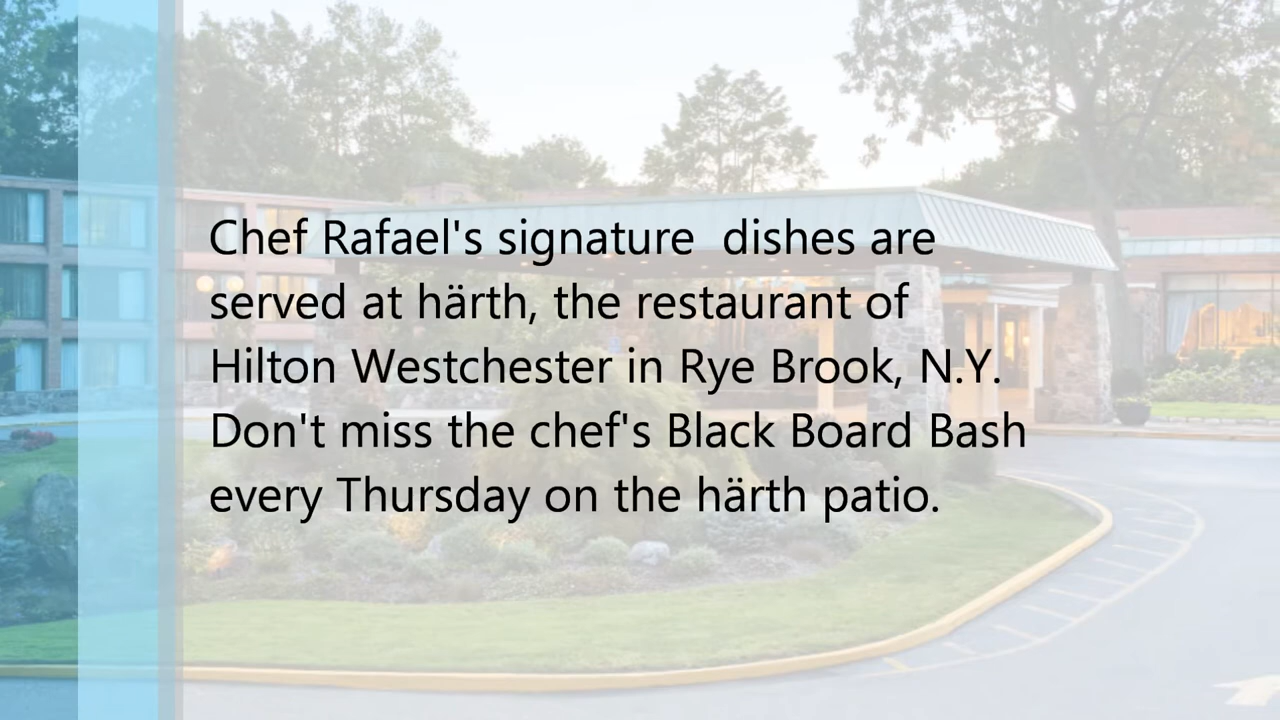 Chef Rafael's signature  dishes are
served at härth, the restaurant of
Hilton Westchester in Rye Brook, N.Y.
Don't miss the chef's Black Board Bash
every Thursday on the härth patio.